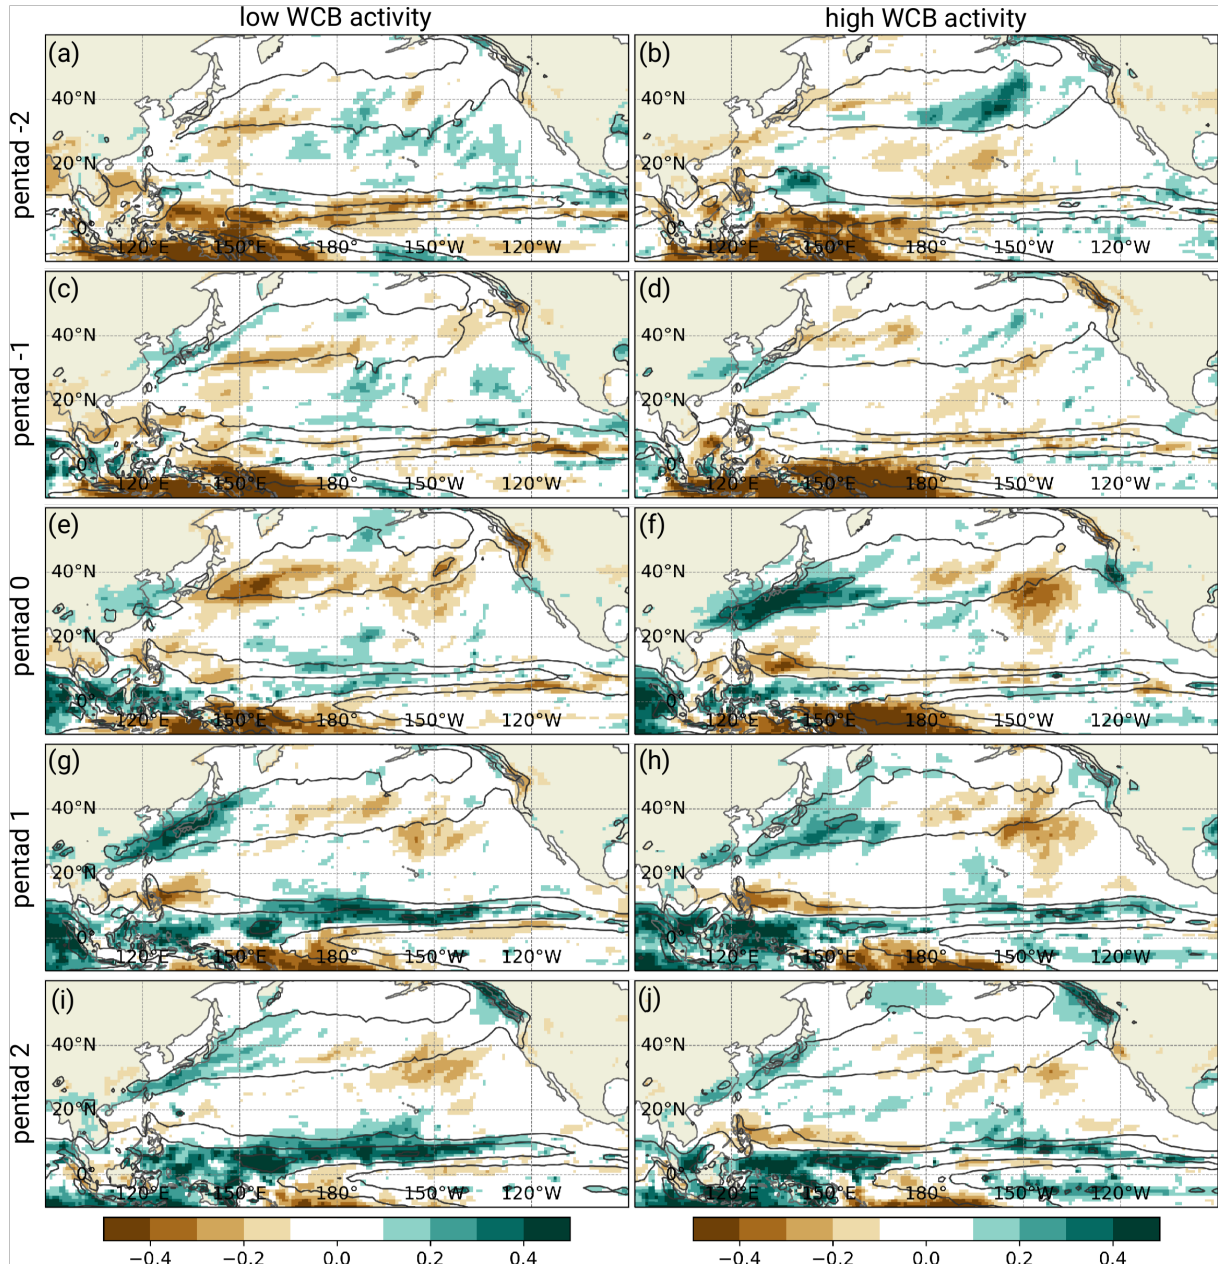 low WCB activity high WCB activity
pentad -2
(a) (b)
40°N 40°N
20°N 20°N
0° 0°
120°E 150°E 180° 150°W 120°W 120°E 150°E 180° 150°W 120°W
pentad -1
(c) (d)
40°N 40°N
20°N 20°N
0° 0°
120°E 150°E 180° 150°W 120°W 120°E 150°E 180° 150°W 120°W
pentad 0
(e) (f)
40°N 40°N
20°N 20°N
0° 0°
120°E 150°E 180° 150°W 120°W 120°E 150°E 180° 150°W 120°W
pentad 1
(g) (h)
40°N 40°N
20°N 20°N
0° 0°
120°E 150°E 180° 150°W 120°W 120°E 150°E 180° 150°W 120°W
pentad 2
(i) (j)
40°N 40°N
20°N 20°N
0° 0°
120°E 150°E 180° 150°W 120°W 120°E 150°E 180° 150°W 120°W
−0.4 −0.2 0.0 0.2 0.4 −0.4 −0.2 0.0 0.2 0.4